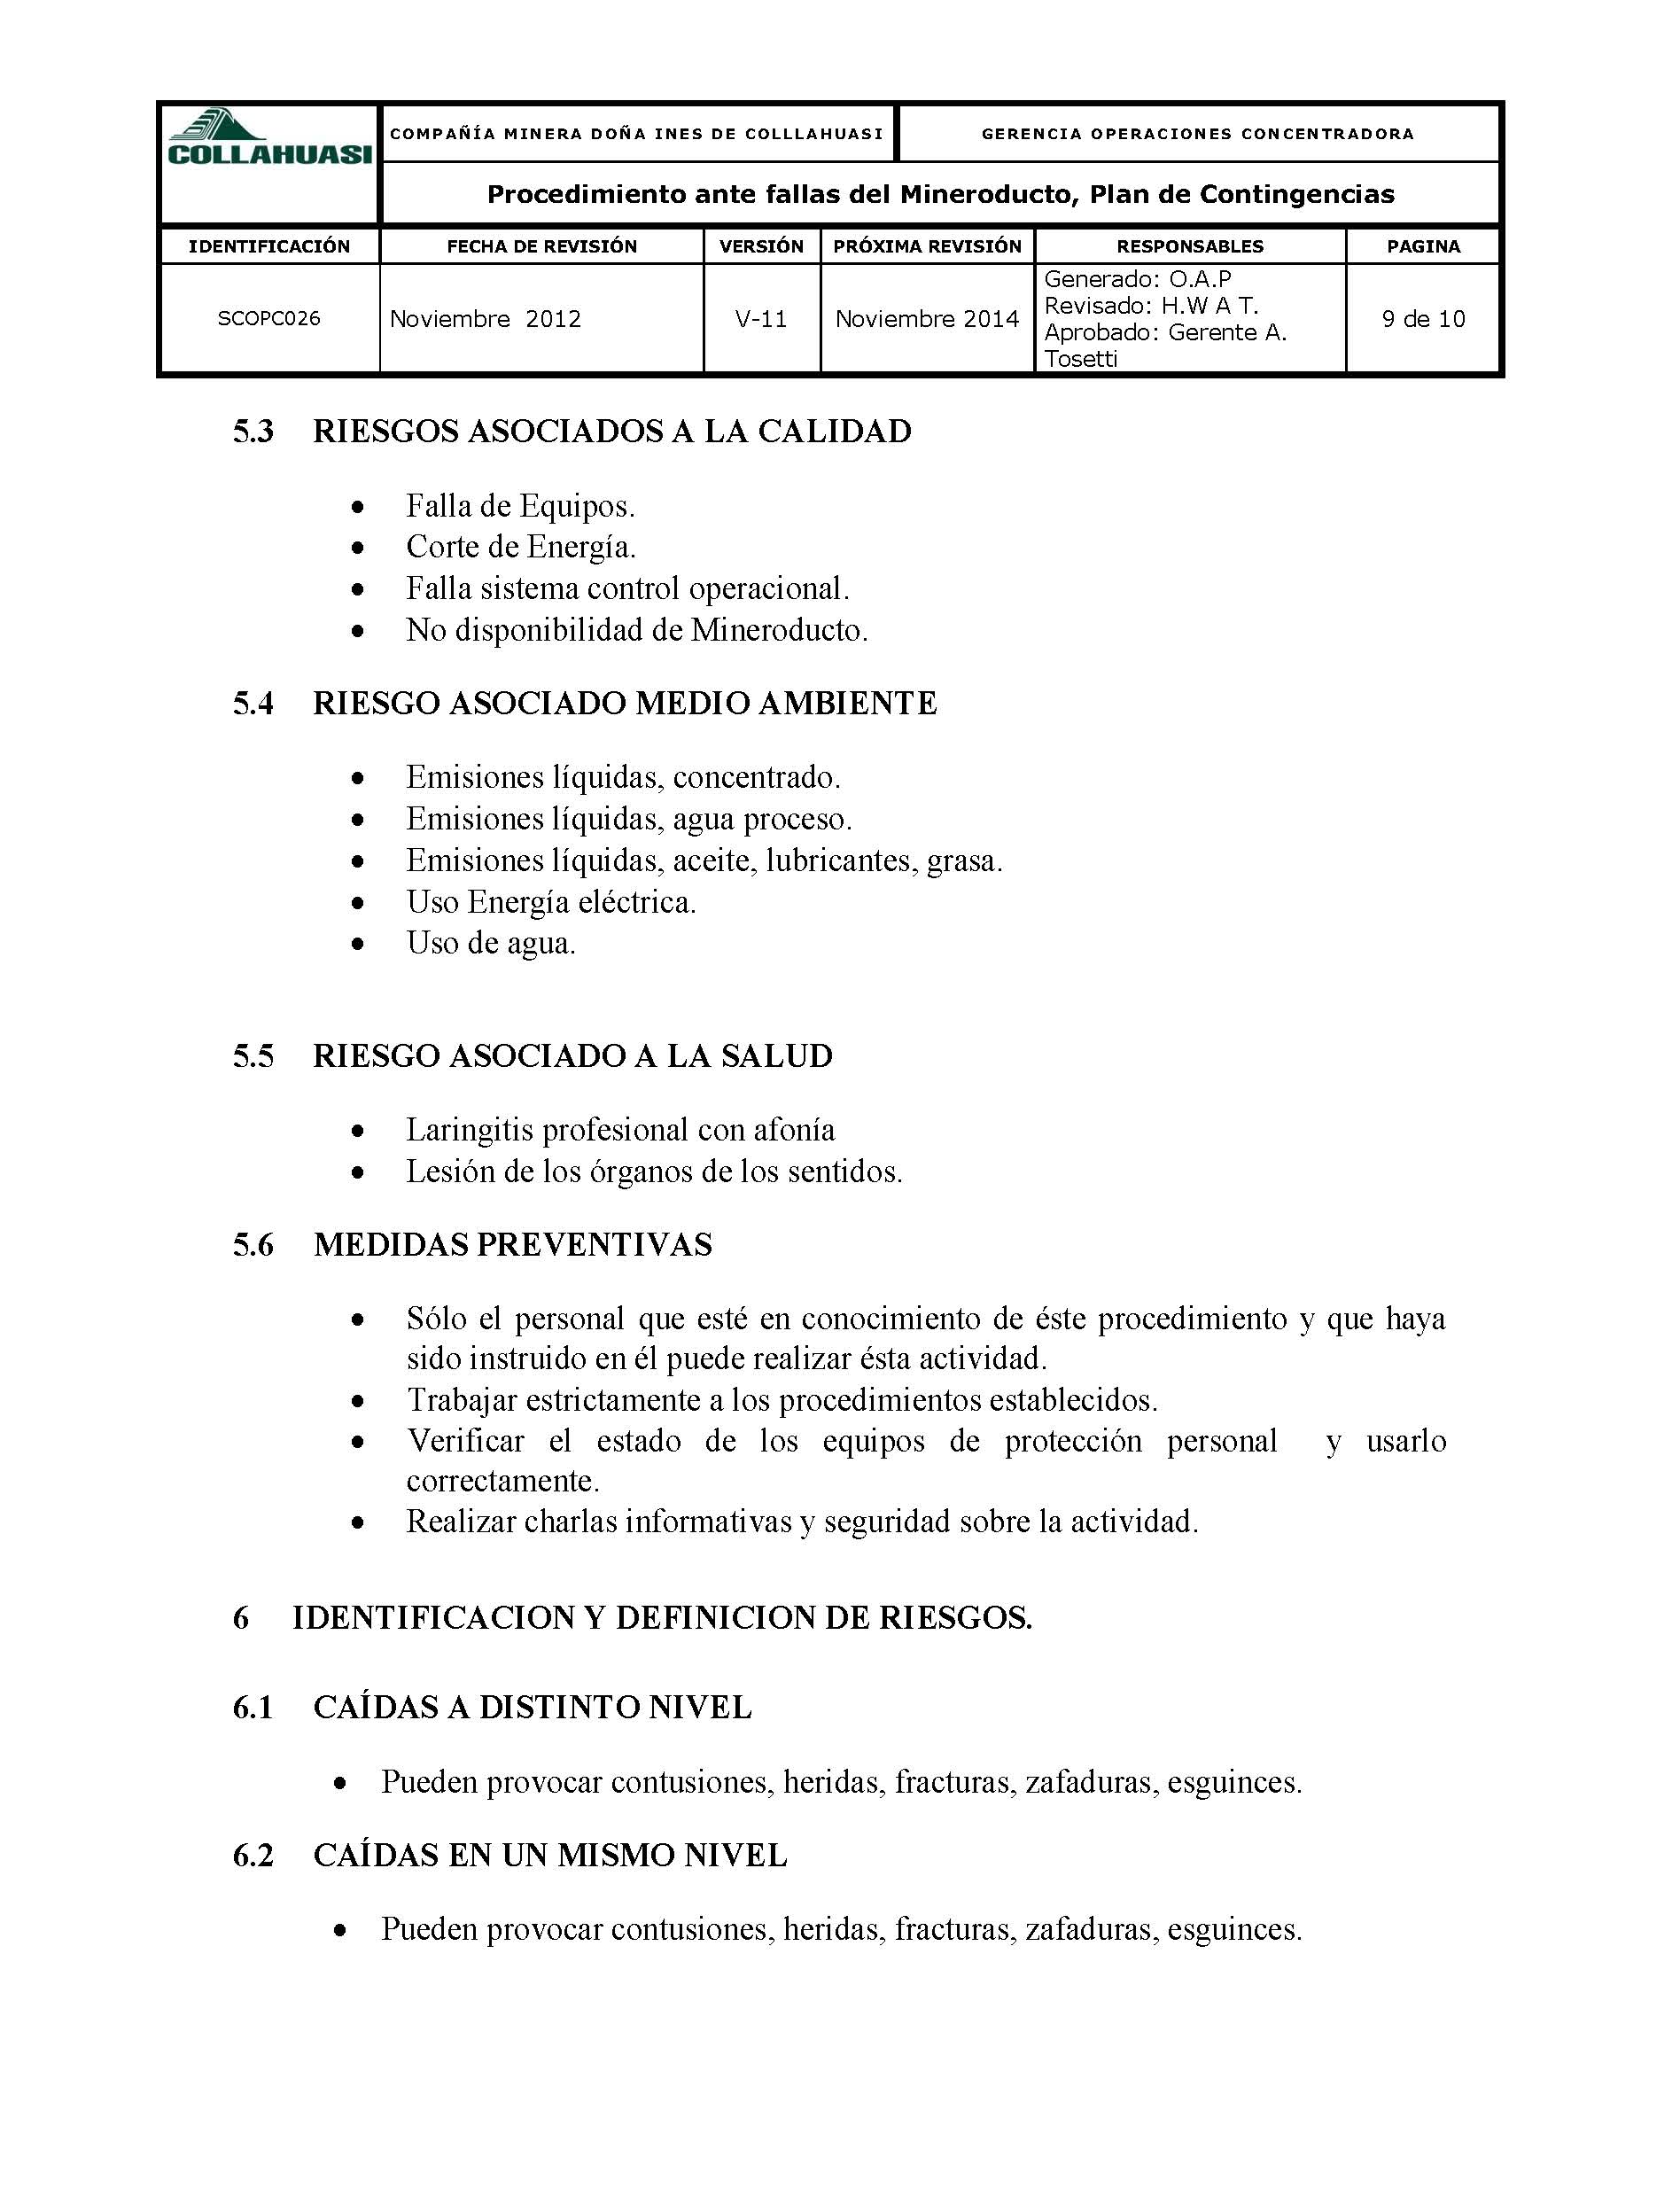 COLLAHUASI
COMPAÑÍA MINERA DOÑA INES DE COLLLAHUASI
GERENCIA OPERACIONES CONCENTRADORA
Procedimiento ante fallas del Mineroducto, Plan de Contingencias
IDENTIFICACIÓN FECHA DE REVISIÓN VERSIÓN PRÓXIMA REVISIÓN RESPONSABLES PAGINA
SCOPC026 Noviembre 2012 V-11 Noviembre 2014
Generado: O.A.P
Revisado: H.W A T.
Aprobado: Gerente A.
Tosetti
9 de 10
5.3 RIESGOS ASOCIADOS A LA CALIDAD
• Falla de Equipos.
• Corte de Energía.
• Falla sistema control operacional.
• No disponibilidad de Mineroducto.
5.4 RIESGO ASOCIADO MEDIO AMBIENTE
• Emisiones líquidas, concentrado.
• Emisiones líquidas, agua proceso.
• Emisiones líquidas, aceite, lubricantes, grasa.
• Uso Energía eléctrica.
• Uso de agua.
5.5 RIESGO ASOCIADO A LA SALUD
• Laringitis profesional con afonía
• Lesión de los órganos de los sentidos.
5.6 MEDIDAS PREVENTIVAS
• Sólo el personal que esté en conocimiento de éste procedimiento y que haya
sido instruido en él puede realizar ésta actividad.
• Trabajar estrictamente a los procedimientos establecidos.
• Verificar el estado de los equipos de protección personal y usarlo
correctamente.
• Realizar charlas informativas y seguridad sobre la actividad.
6 IDENTIFICACION Y DEFINICION DE RIESGOS.
6.1 CAÍDAS A DISTINTO NIVEL
• Pueden provocar contusiones, heridas, fracturas, zafaduras, esguinces.
6.2 CAÍDAS EN UN MISMO NIVEL
• Pueden provocar contusiones, heridas, fracturas, zafaduras, esguinces.